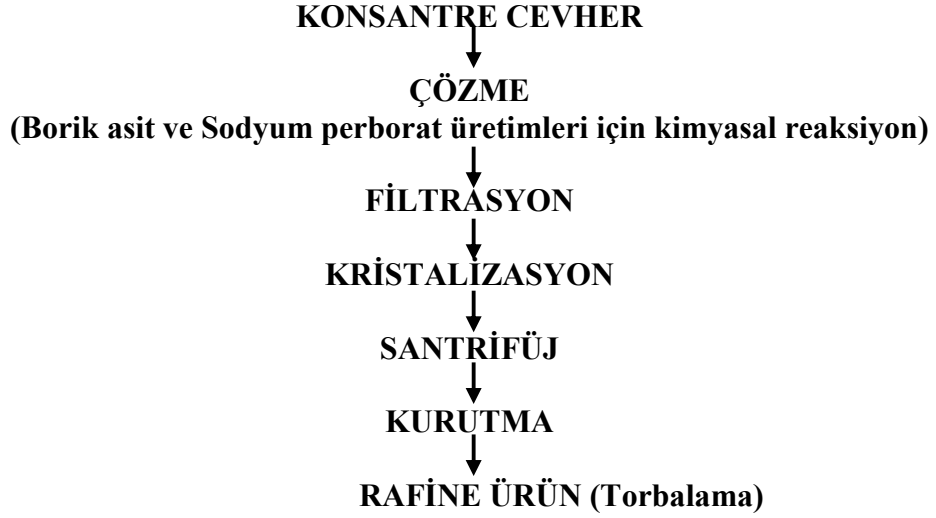 KONSANTRE CEVHER
ÇÖZME
(Borik asit ve Sodyum perborat üretimleri için kimyasal reaksiyon)
FİLTRASYON
KRİSTALİZASYON
SANTRİFÜJ
KURUTMA
RAFİNE ÜRÜN (Torbalama)